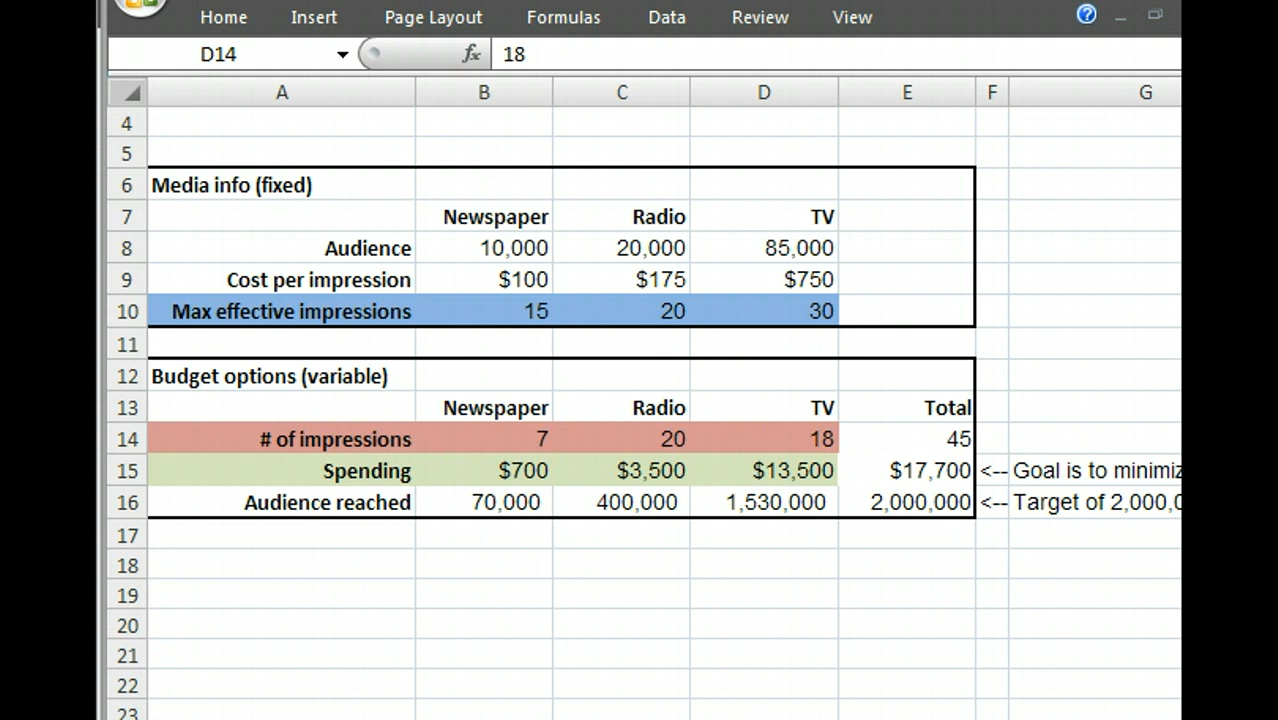 Home Insert Page Layout Formulas Data Review View
D14 fx 18
A B C D E F G
4
5
6 Media info (fixed)
7 Newspaper Radio TV
8 Audience 10,000 20,000 85,000
9 Cost per impression $100 $175 $750
10 Max effective impressions 15 20 30
11
12 Budget options (variable)
13 Newspaper Radio TV Total
14 # of impressions 7 20 18 45
15 Spending $700 $3,500 $13,500 $17,700 <-- Goal is to minimiz
16 Audience reached 70,000 400,000 1,530,000 2,000,000 <-- Target of 2,000,0
17
18
19
20
21
22
23